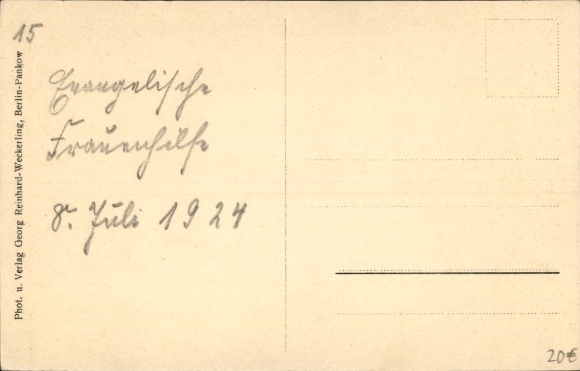 15
Evangelische
Frauenhilfe
8. Juli 1924
Phot. u. Verlag Georg Reinhard-Weckerling, Berlin-Pankow
20€